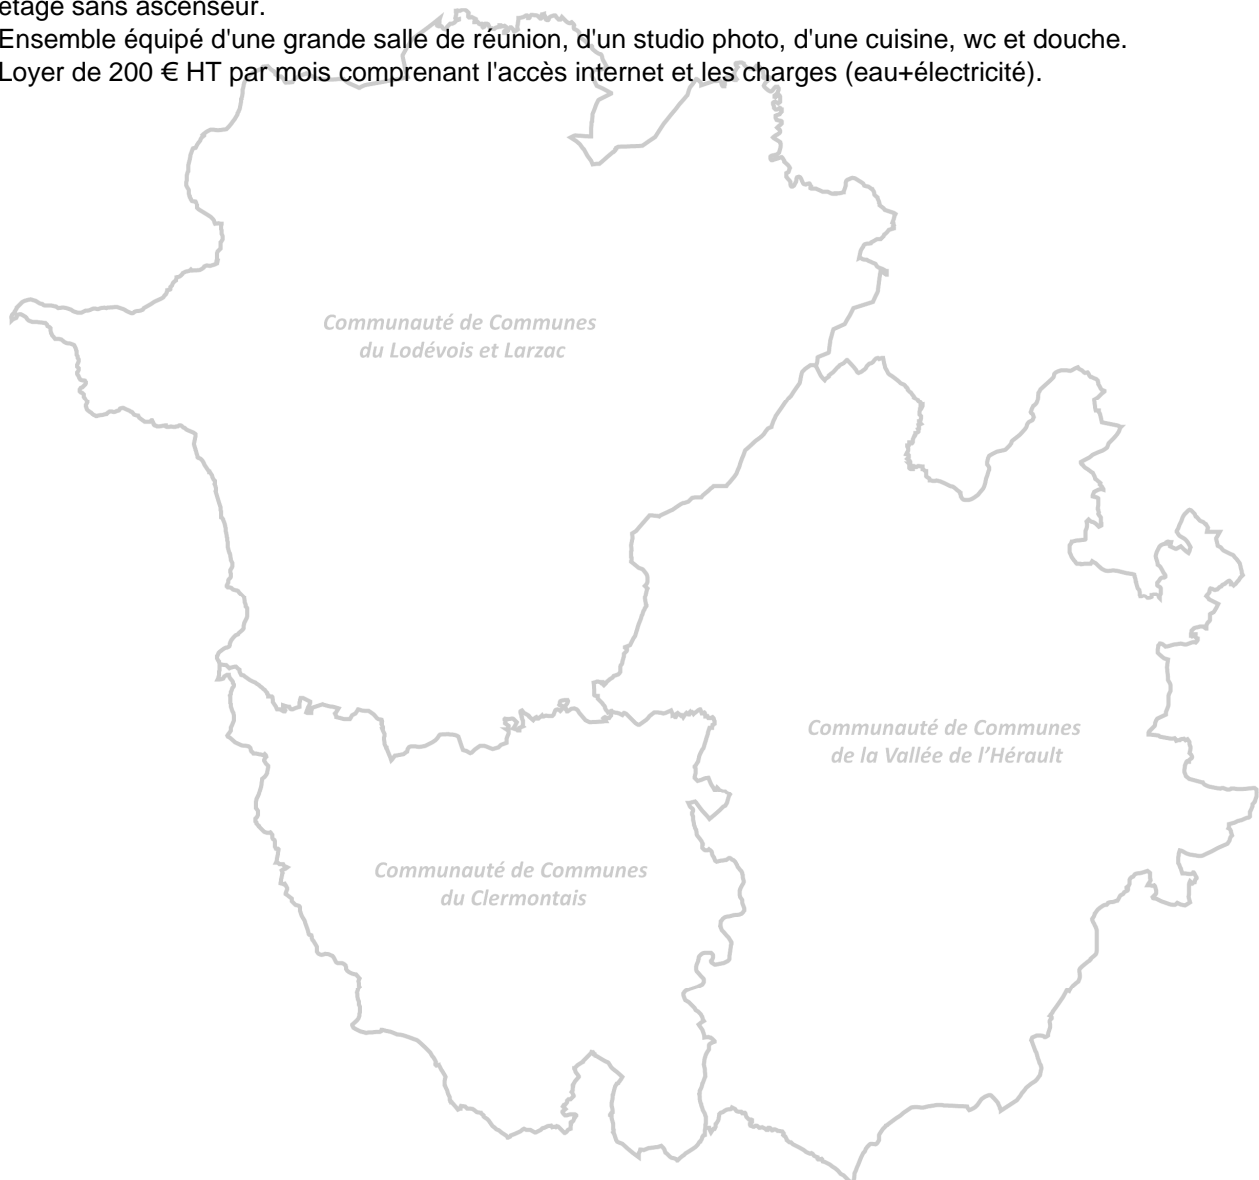 étage sans ascenseur.
Ensemble équipé d'une grande salle de réunion, d'un studio photo, d'une cuisine, wc et douche.
Loyer de 200 € HT par mois comprenant l'accès internet et les charges (eau+électricité).
Communauté de Communes
du Lodévois et Larzac
Communauté de Communes
de la Vallée de l'Hérault
Communauté de Communes
du Clermontais